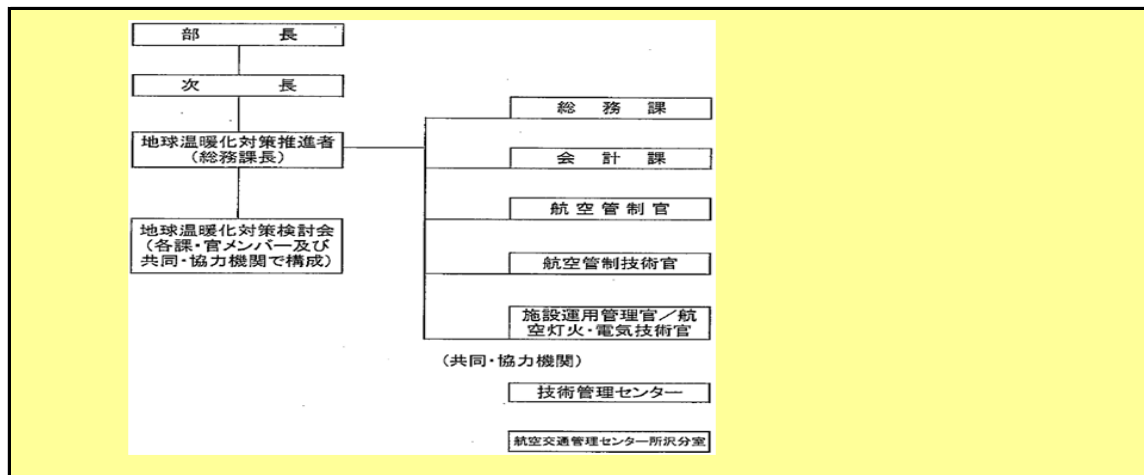 部長
次長
地球温暖化対策推進者
(総務課長)
地球温暖化対策検討会
(各課・官メンバー及び
共同・協力機関で構成)
総務課
会計課
航空管制官
航空管制技術官
施設運用管理官/航
空灯火・電気技術官
(共同・協力機関)
技術管理センター
航空交通管理センター所沢分室